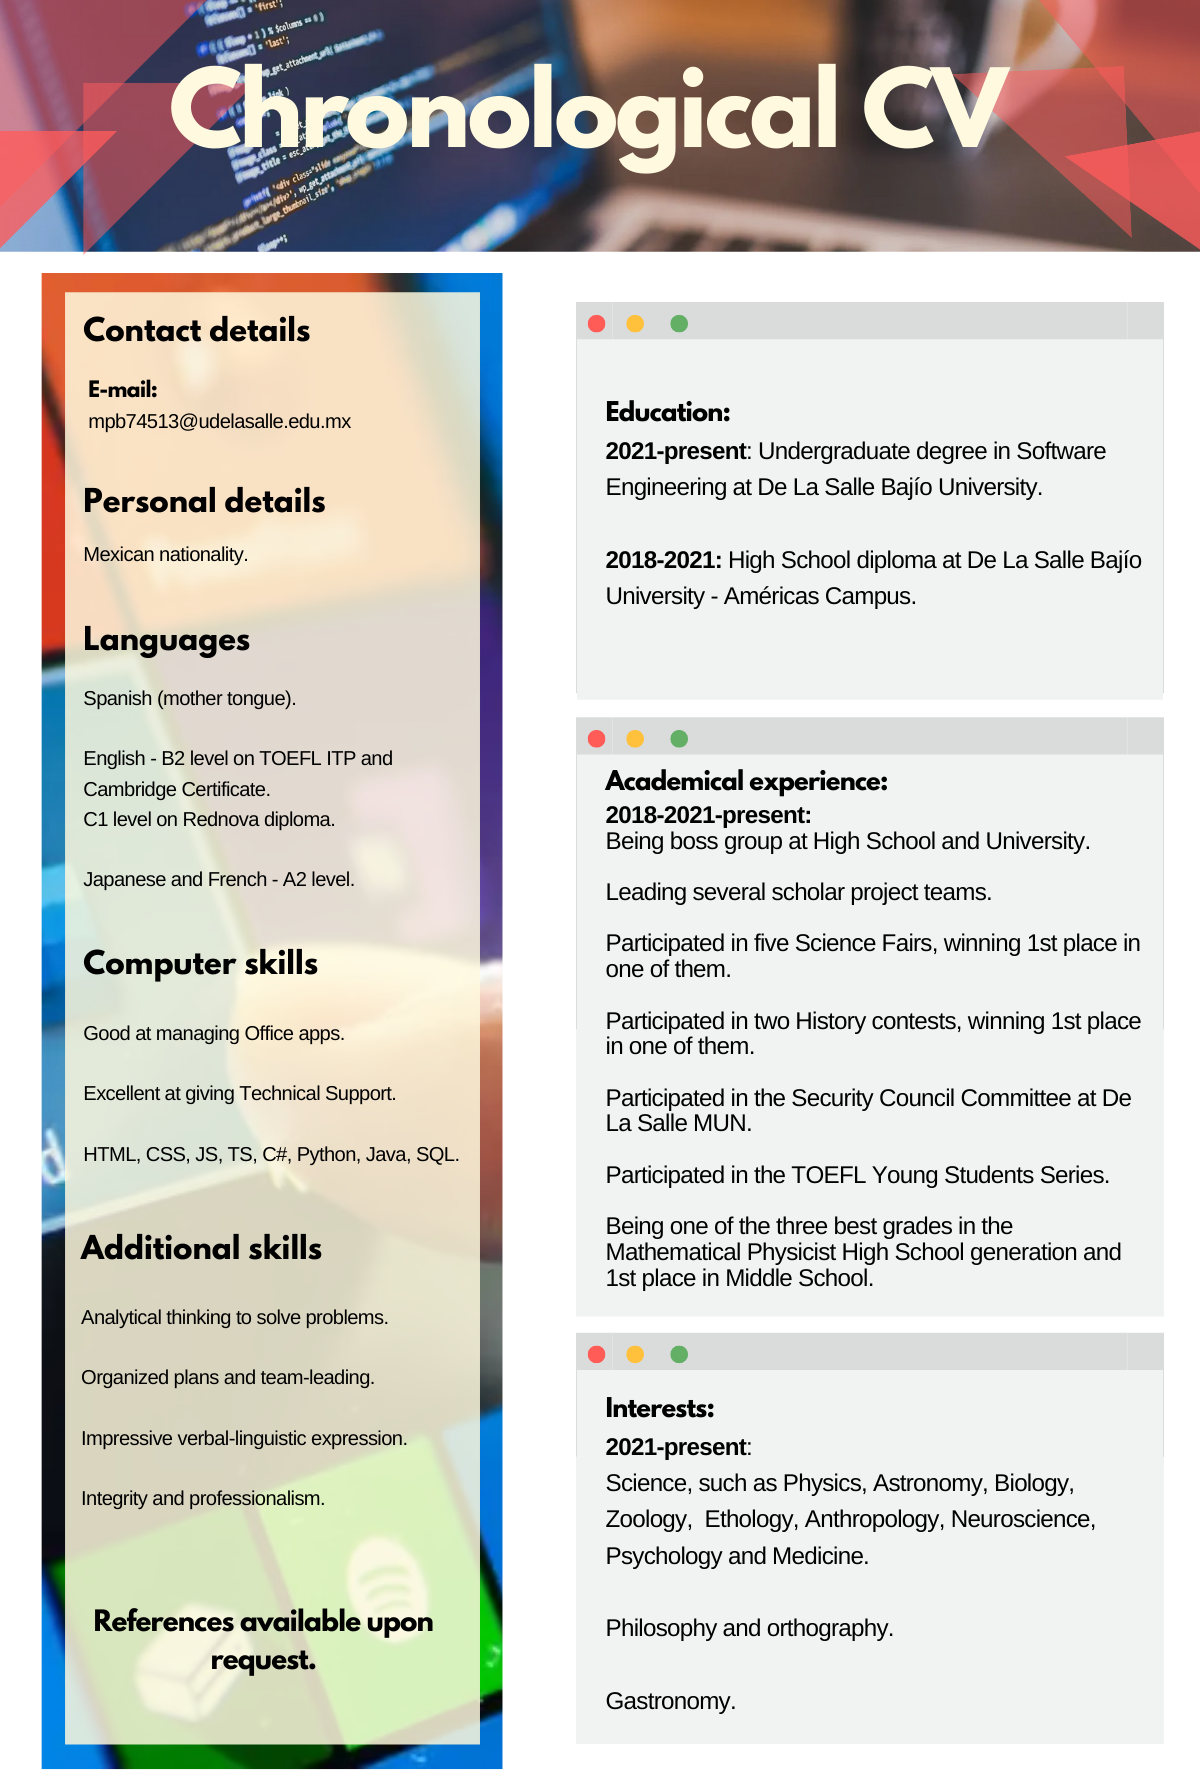 Chronological CV
Contact details
E-mail:
mpb74513@udelasalle.edu.mx
Personal details
Mexican nationality.
Languages
Spanish (mother tongue).
English - B2 level on TOEFL ITP and
Cambridge Certificate.
C1 level on Rednova diploma.
Japanese and French - A2 level.
Computer skills
Good at managing Office apps.
Excellent at giving Technical Support.
HTML, CSS, JS, TS, C#, Python, Java, SQL.
Additional skills
Analytical thinking to solve problems.
Organized plans and team-leading.
Impressive verbal-linguistic expression.
Integrity and professionalism.
References available upon
request.
Education:
2021-present: Undergraduate degree in Software
Engineering at De La Salle Bajío University.
2018-2021: High School diploma at De La Salle Bajío
University - Américas Campus.
Academical experience:
2018-2021-present:
Being boss group at High School and University.
Leading several scholar project teams.
Participated in five Science Fairs, winning 1st place in
one of them.
Participated in two History contests, winning 1st place
in one of them.
Participated in the Security Council Committee at De
La Salle MUN.
Participated in the TOEFL Young Students Series.
Being one of the three best grades in the
Mathematical Physicist High School generation and
1st place in Middle School.
Interests:
2021-present:
Science, such as Physics, Astronomy, Biology,
Zoology,  Ethology, Anthropology, Neuroscience,
Psychology and Medicine.
Philosophy and orthography.
Gastronomy.